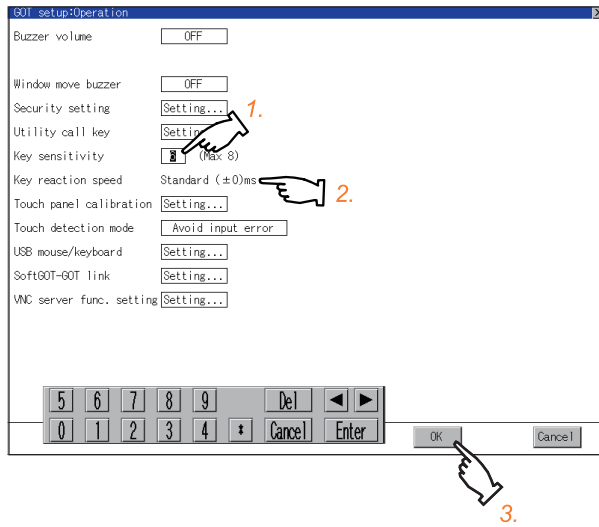 GOT setup:Operation
Buzzer volume OFF
Window move buzzer OFF
Security setting Setting... 1.
Utility call key
Key sensitivity (Max 8)
Key reaction speed Standard (±0)ms 2.
Touch panel calibration Setting...
Touch detection mode Avoid input error
USB mouse/keyboard Setting...
SoftGOT-GOT link Setting...
VNC server func. setting Setting...
5 6 7 8 9 Del ◀ ▶
0 1 2 3 4 Cancel Enter OK Cancel
3.